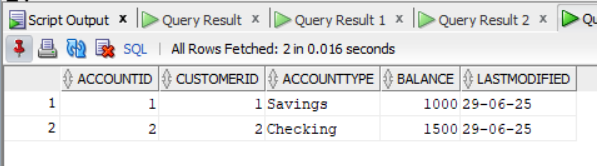 Script Output x Query Result x Query Result 1 x Query Result 2 x
SQL | All Rows Fetched: 2 in 0.016 seconds
ACCOUNTID CUSTOMERID ACCOUNTTYPE BALANCE LASTMODIFIED
1 1 1 Savings 1000 29-06-25
2 2 2 Checking 1500 29-06-25